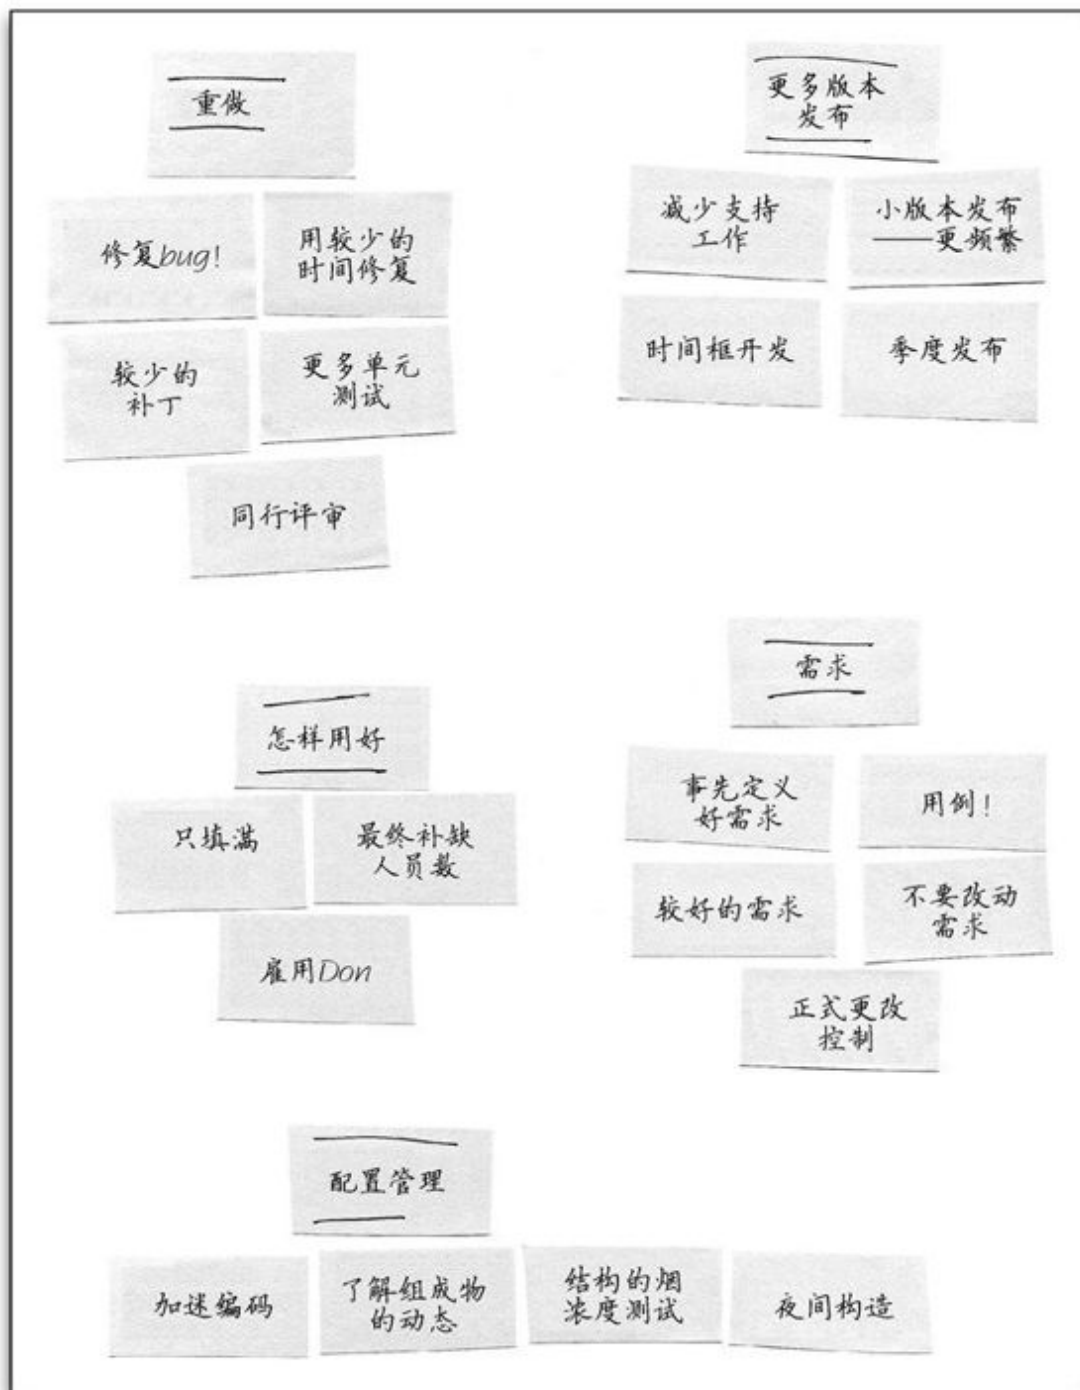 重做
修复bug!
用较少的
时间修复
较少的
补丁
更多单元
测试
同行评审
更多版本
发布
减少支持
工作
小版本发布
——更频繁
时间框开发
季度发布
怎样用好
只填满
最终补缺
人员数
雇用Don
需求
事先定义
好需求
用例!
较好的需求
不要改动
需求
正式更改
控制
配置管理
加迷编码
了解组成物
的动态
结构的烟
浓度测试
夜间构造